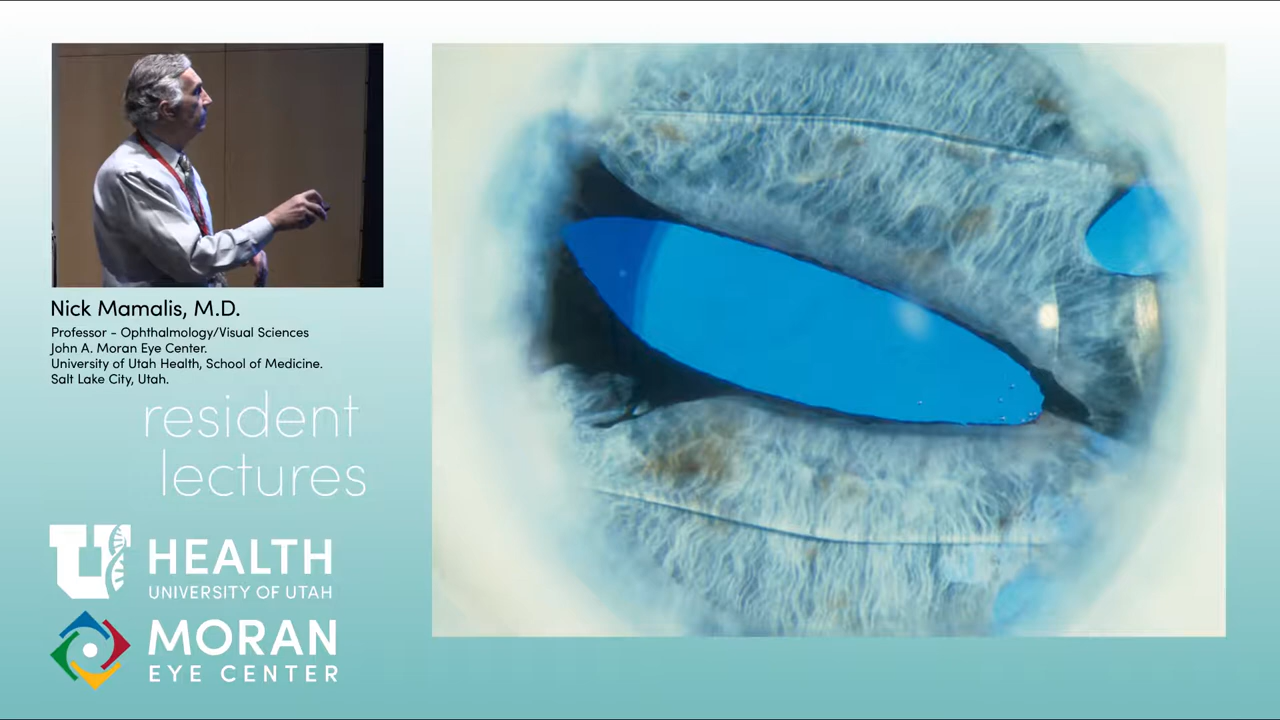 Nick Mamalis, M.D.
Professor - Ophthalmology/Visual Sciences
John A. Moran Eye Center.
University of Utah Health, School of Medicine.
Salt Lake City, Utah.
resident
lectures
U HEALTH
UNIVERSITY OF UTAH
MORAN
EYE CENTER